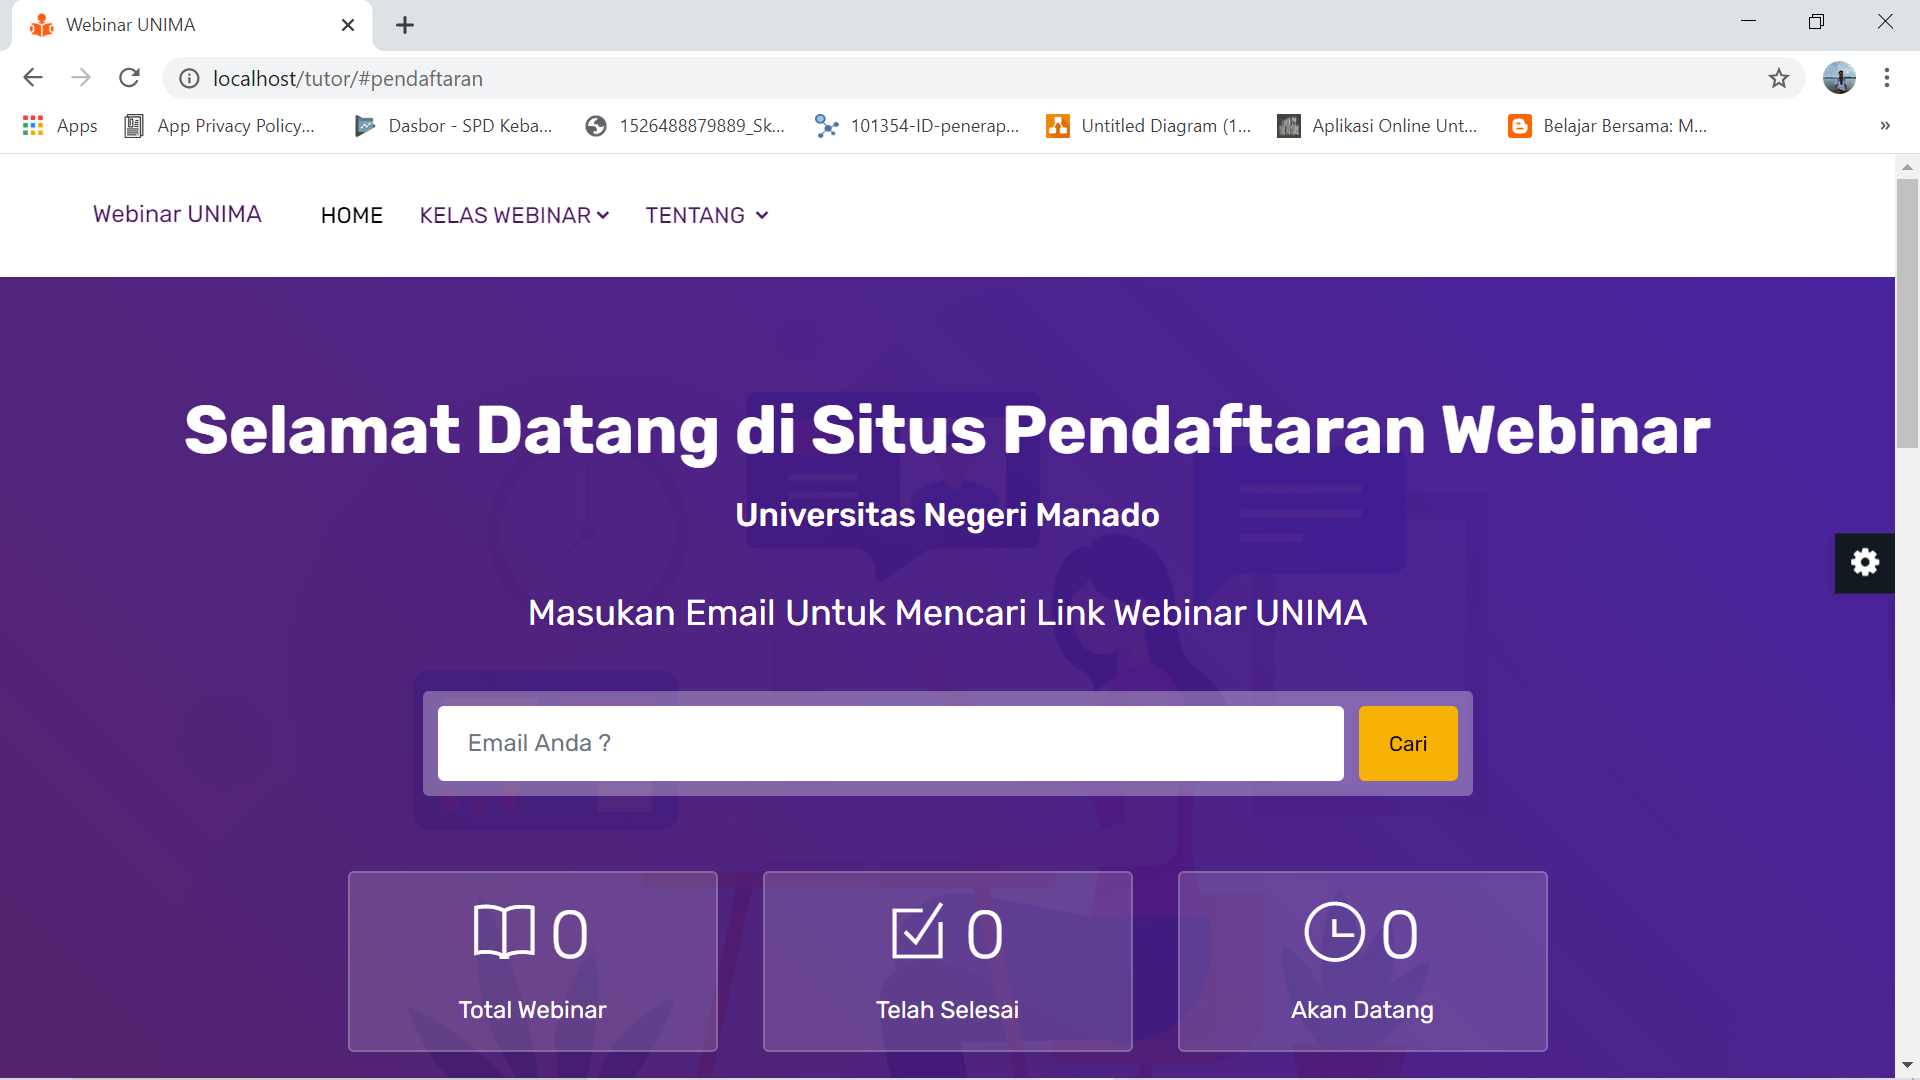 Webinar UNIMA
localhost/tutor/#pendaftaran
Apps App Privacy Policy... Dasbor - SPD Keba... 1526488879889_Sk... 101354-ID-penerap... Untitled Diagram (1... Aplikasi Online Unt... Belajar Bersama: M... »
Webinar UNIMA HOME KELAS WEBINAR TENTANG
Selamat Datang di Situs Pendaftaran Webinar
Universitas Negeri Manado
Masukan Email Untuk Mencari Link Webinar UNIMA
Email Anda ? Cari
0 0 0
Total Webinar Telah Selesai Akan Datang